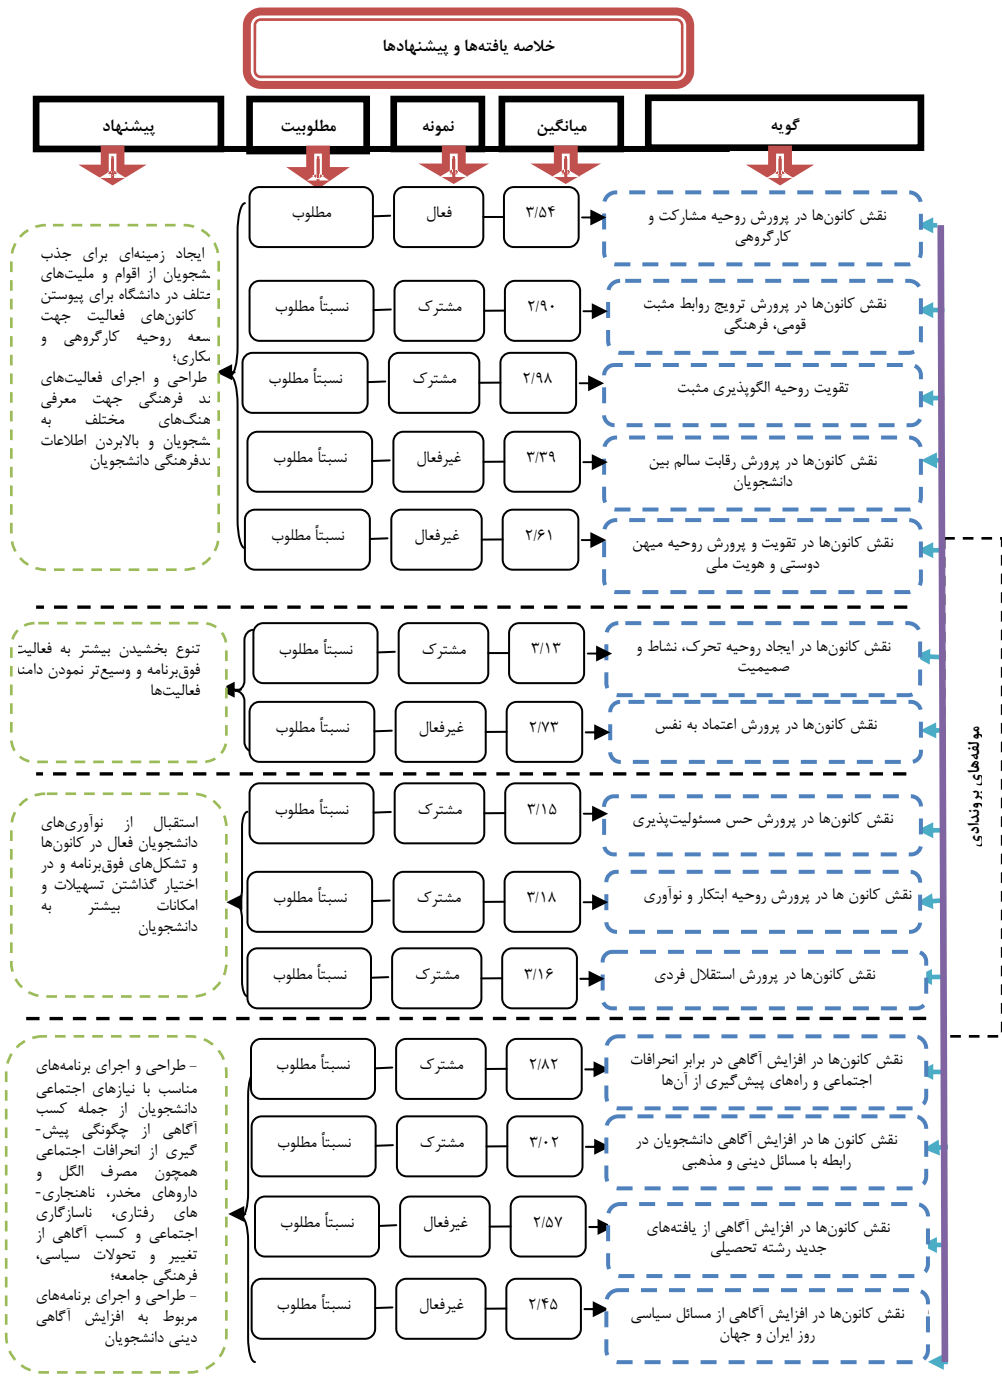 خلاصه یافته‌ها و پیشنهادها
گویه
میانگین
نمونه
مطلوبیت
پیشنهاد
نقش کانون‌ها در پرورش روحیه مشارکت و
کارگروهی
۳/۵۴
فعال
مطلوب
نقش کانون‌ها در پرورش ترویج روابط مثبت
قومی، فرهنگی
۲/۹۰
مشترک
نسبتاً مطلوب
تقویت روحیه الگوپذیری مثبت
۲/۹۸
مشترک
نسبتاً مطلوب
نقش کانون‌ها در پرورش رقابت سالم بین
دانشجویان
۳/۳۹
غیرفعال
نسبتاً مطلوب
نقش کانون‌ها در تقویت و پرورش روحیه میهن
دوستی و هویت ملی
۲/۶۱
غیرفعال
نسبتاً مطلوب
ایجاد زمینه‌ای برای جذب
از اقوام و ملیت‌های
در دانشگاه برای پیوستن
کانون‌های فعالیت جهت
روحیه کارگروهی و
طراحی و اجرای فعالیت‌های
فرهنگی جهت معرفی
مختلف به
و بالابردن اطلاعات
دانشجویان
نقش کانون‌ها در ایجاد روحیه تحرک، نشاط و
صمیمیت
۳/۱۳
مشترک
نسبتاً مطلوب
نقش کانون‌ها در پرورش اعتماد به نفس
۲/۷۳
غیرفعال
نسبتاً مطلوب
تنوع بخشیدن بیشتر به فعالیت
فوق‌برنامه و وسیع‌تر نمودن
فعالیت‌ها
نقش کانون‌ها در پرورش حس مسئولیت‌پذیری
۳/۱۵
مشترک
نسبتاً مطلوب
نقش کانون ها در پرورش روحیه ابتکار و نوآوری
۳/۱۸
مشترک
نسبتاً مطلوب
نقش کانون‌ها در پرورش استقلال فردی
۳/۱۶
مشترک
نسبتاً مطلوب
استقبال از نوآوری‌های
دانشجویان فعال در کانون‌ها
و تشکل‌های فوق‌برنامه و در
اختیار گذاشتن تسهیلات و
امکانات بیشتر به
دانشجویان
نقش کانون‌ها در افزایش آگاهی در برابر انحرافات
اجتماعی و راه‌های پیش‌گیری از آن‌ها
۲/۸۲
مشترک
نسبتاً مطلوب
نقش کانون ها در افزایش آگاهی دانشجویان در
رابطه با مسائل دینی و مذهبی
۳/۰۲
مشترک
نسبتاً مطلوب
نقش کانون‌ها در افزایش آگاهی از یافته‌های
جدید رشته تحصیلی
۲/۵۷
غیرفعال
نسبتاً مطلوب
نقش کانون‌ها در افزایش آگاهی از مسائل سیاسی
روز ایران و جهان
۲/۴۵
غیرفعال
نسبتاً مطلوب
- طراحی و اجرای برنامه‌های
مناسب با نیازهای اجتماعی
دانشجویان از جمله کسب
آگاهی از چگونگی پیش-
گیری از انحرافات اجتماعی
همچون مصرف الگل و
داروهای مخدر، ناهنجاری-
های رفتاری، ناسازگاری
اجتماعی و کسب آگاهی از
تغییر و تحولات سیاسی،
فرهنگی جامعه؛
- طراحی و اجرای برنامه‌های
مربوط به افزایش آگاهی
دینی دانشجویان
مولفه‌های بروندادی